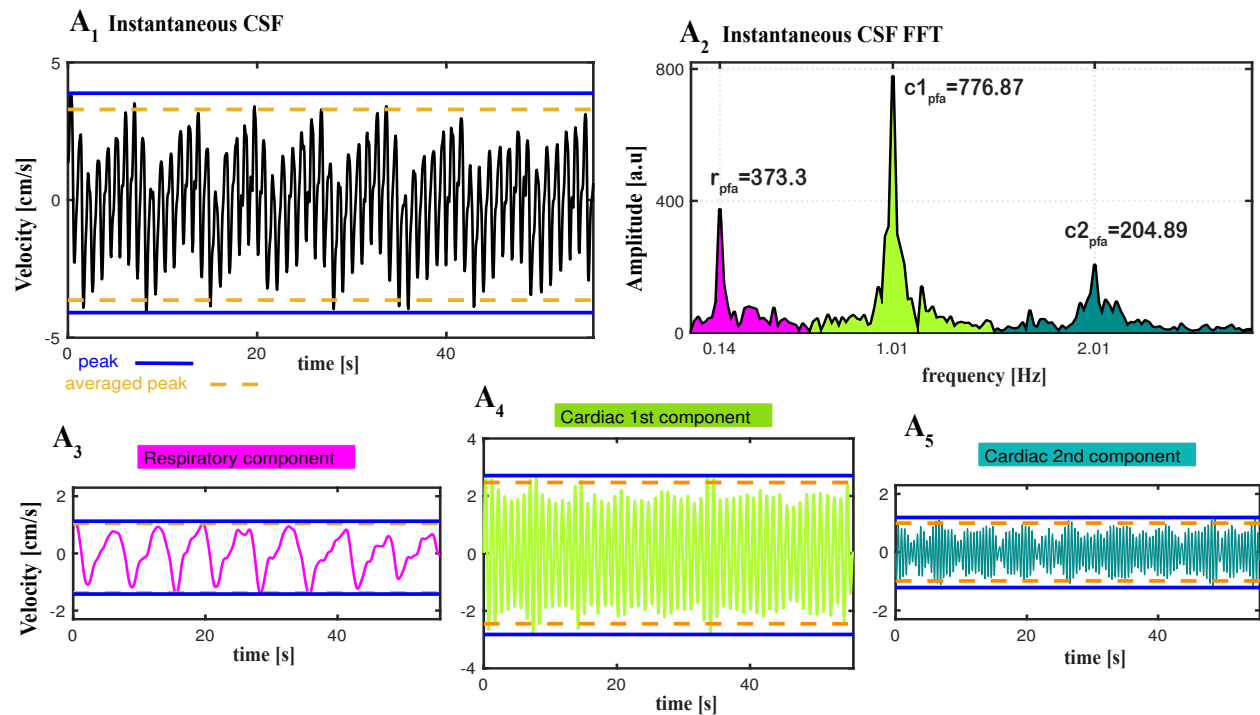 A1 Instantaneous CSF
5
0
-5
Velocity [cm/s]
0 20 40
time [s]
peak
averaged peak
A2 Instantaneous CSF FFT
800
400
0
Amplitude [a.u]
c1pfa=776.87
rpfa=373.3
c2pfa=204.89
0.14 1.01 2.01
frequency [Hz]
A3
Respiratory component
2
0
-2
Velocity [cm/s]
0 20 40
time [s]
A4
Cardiac 1st component
4
2
0
-2
-4
0 20 40
time [s]
A5
Cardiac 2nd component
2
0
-2
0 20 40
time [s]